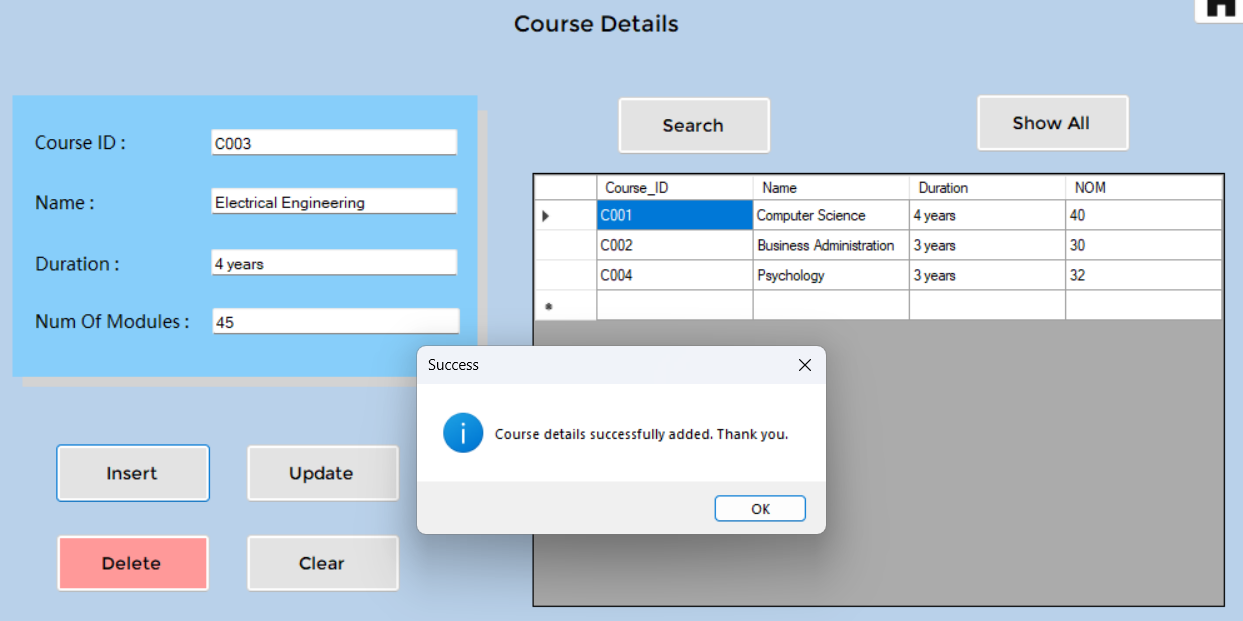 Course Details
Course ID : C003
Name : Electrical Engineering
Duration : 4 years
Num Of Modules : 45
Insert Update
Delete Clear
Search Show All
Course_ID Name Duration NOM
C001 Computer Science 4 years 40
C002 Business Administration 3 years 30
C004 Psychology 3 years 32
Success
Course details successfully added. Thank you.
OK